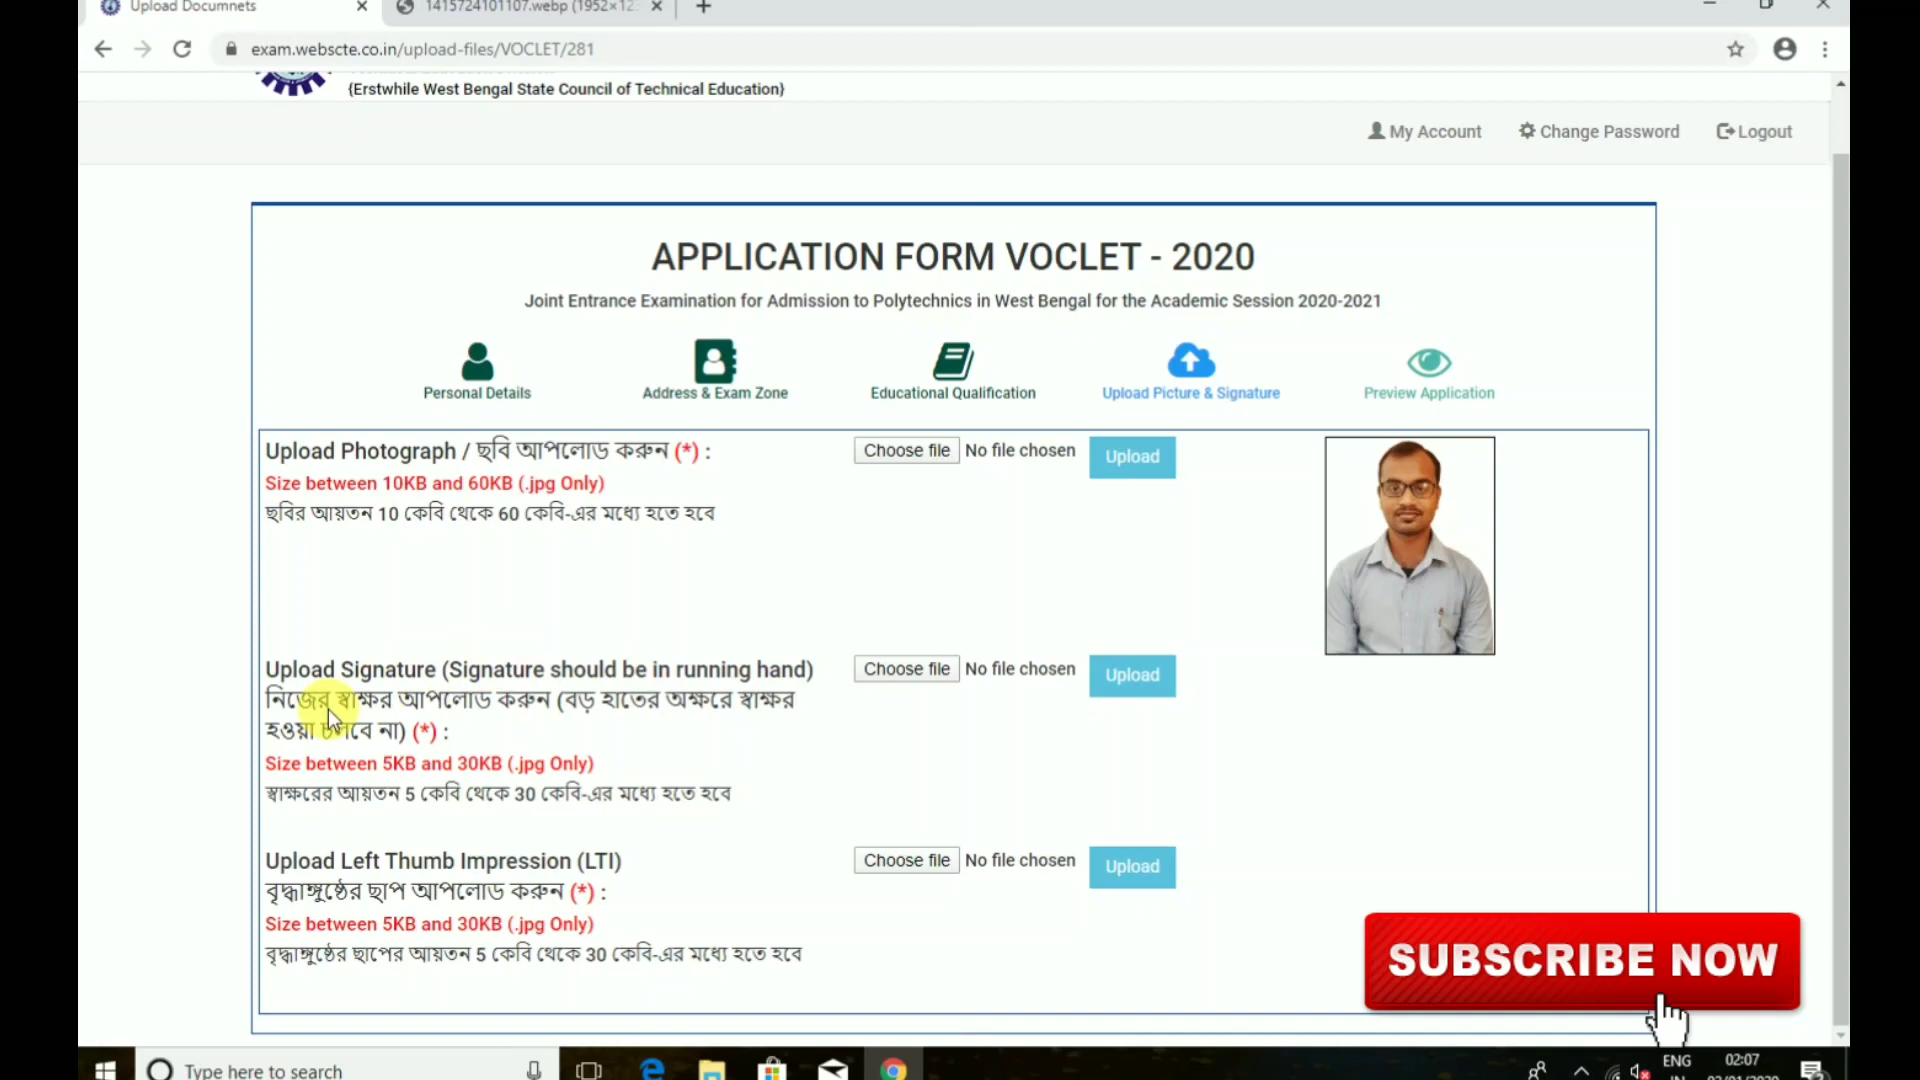 Upload Documnets
1415724101107.webp (1952×12
exam.webscte.co.in/upload-files/VOCLET/281
{Erstwhile West Bengal State Council of Technical Education}
My Account
Change Password
Logout
APPLICATION FORM VOCLET - 2020
Joint Entrance Examination for Admission to Polytechnics in West Bengal for the Academic Session 2020-2021
Personal Details
Address & Exam Zone
Educational Qualification
Upload Picture & Signature
Preview Application
Upload Photograph / ছবি আপলোড করুন (*) :
Choose file No file chosen
Upload
Size between 10KB and 60KB (.jpg Only)
ছবির আয়তন 10 কেবি থেকে 60 কেবি-এর মধ্যে হতে হবে
Upload Signature (Signature should be in running hand)
Choose file No file chosen
Upload
নিজের স্বাক্ষর আপলোড করুন (বড় হাতের অক্ষরে স্বাক্ষর
হওয়া চলবে না) (*) :
Size between 5KB and 30KB (.jpg Only)
স্বাক্ষরের আয়তন 5 কেবি থেকে 30 কেবি-এর মধ্যে হতে হবে
Upload Left Thumb Impression (LTI)
Choose file No file chosen
Upload
বৃদ্ধাঙ্গুষ্ঠের ছাপ আপলোড করুন (*) :
Size between 5KB and 30KB (.jpg Only)
বৃদ্ধাঙ্গুষ্ঠের ছাপের আয়তন 5 কেবি থেকে 30 কেবি-এর মধ্যে হতে হবে
SUBSCRIBE NOW
Type here to search
ENG
02:07